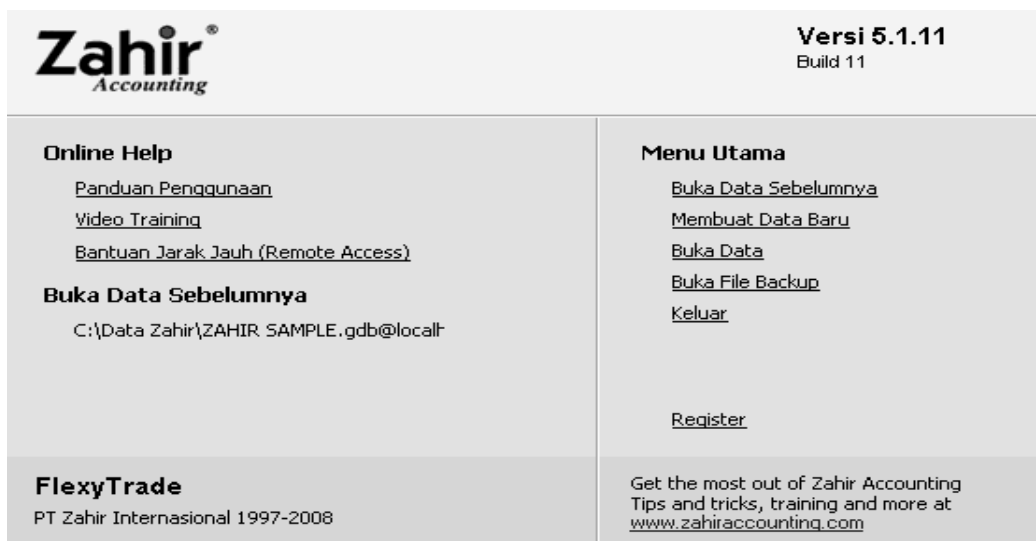 Zahir®
Accounting
Versi 5.1.11
Build 11
Online Help
Panduan Penggunaan
Video Training
Bantuan Jarak Jauh (Remote Access)
Buka Data Sebelumnya
C:\Data Zahir\ZAHIR SAMPLE.gdb@localh
Menu Utama
Buka Data Sebelumnya
Membuat Data Baru
Buka Data
Buka File Backup
Keluar
Register
FlexyTrade
PT Zahir Internasional 1997-2008
Get the most out of Zahir Accounting
Tips and tricks, training and more at
www.zahiraccounting.com